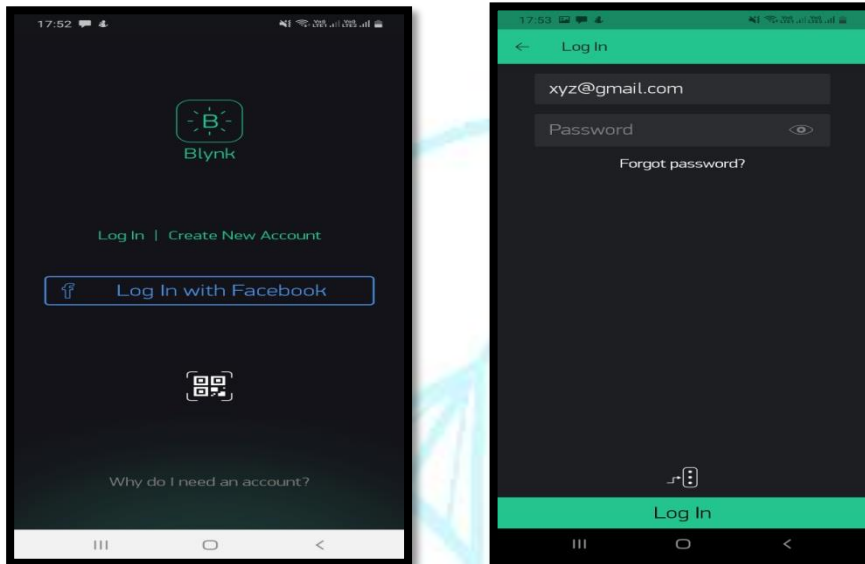 17:52
B
Blynk
Log In | Create New Account
f Log In with Facebook
Why do I need an account?
17:53
Log In
xyz@gmail.com
Password
Forgot password?
Log In